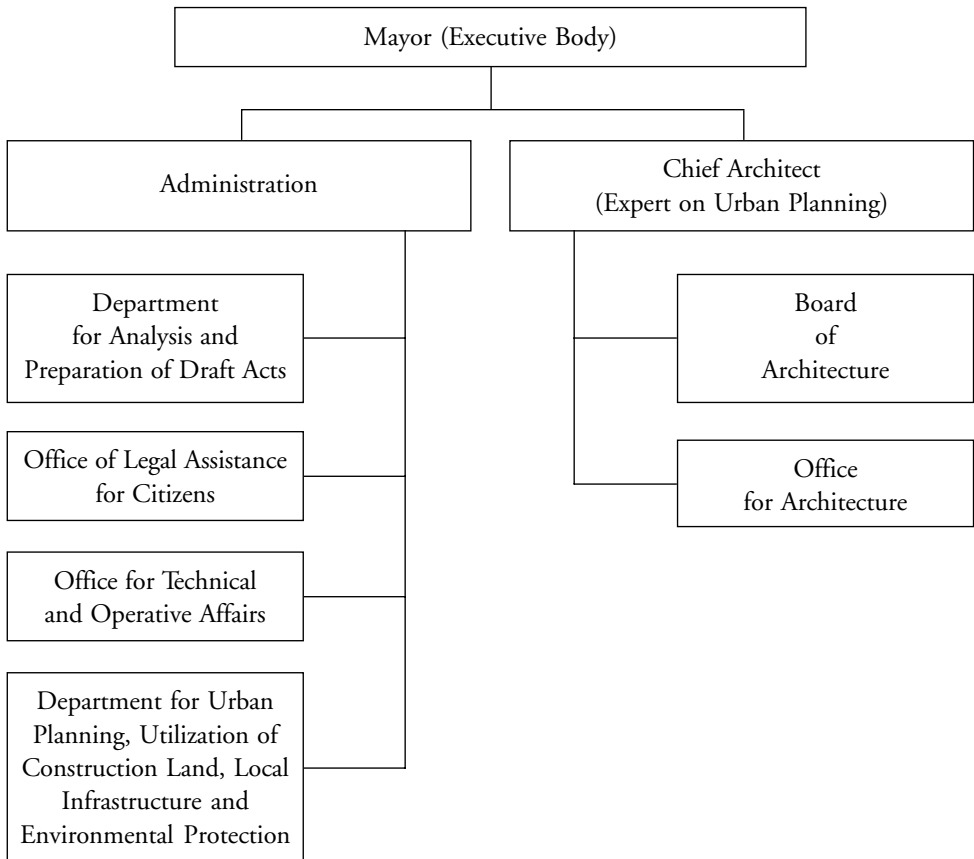 Mayor (Executive Body)
Administration
Chief Architect
(Expert on Urban Planning)
Department
for Analysis and
Preparation of Draft Acts
Office of Legal Assistance
for Citizens
Office for Technical
and Operative Affairs
Department for Urban
Planning, Utilization of
Construction Land, Local
Infrastructure and
Environmental Protection
Board
of
Architecture
Office
for Architecture